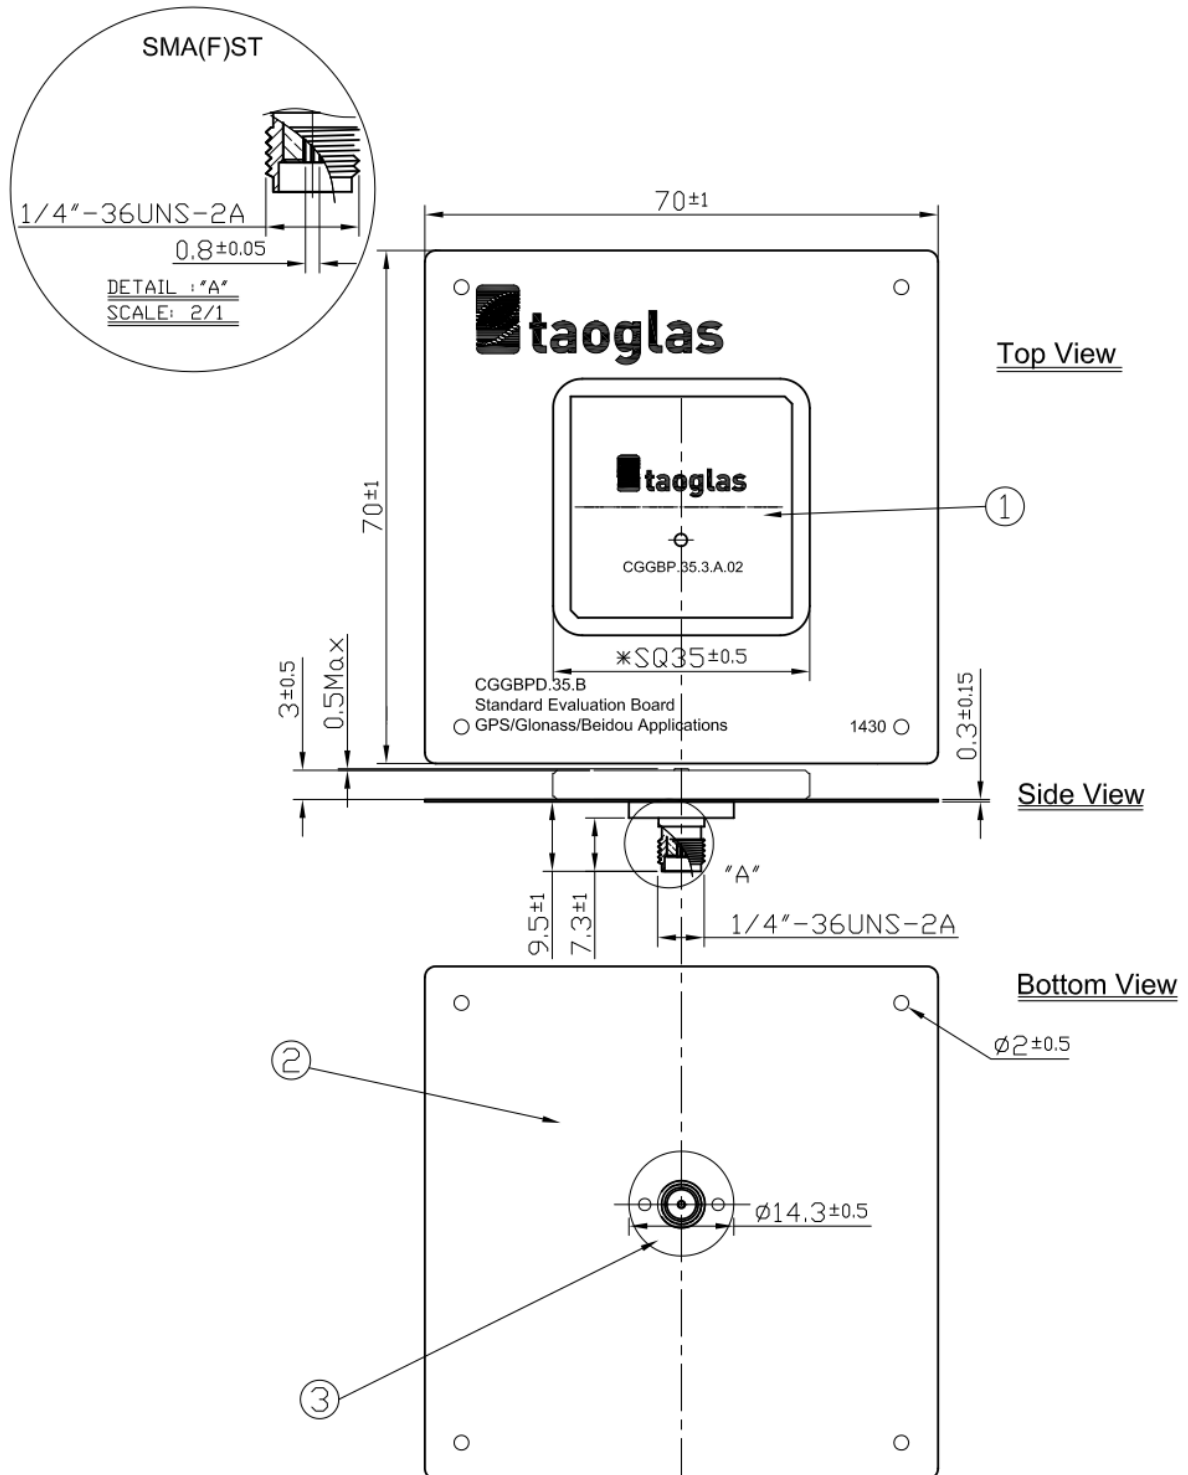 SMA(F)ST
1/4"-36UNS-2A
0.8±0.05
DETAIL :"A"
SCALE: 2/1
70±1
taoglas
Top View
70±1
taoglas
1
CGGBP.35.3.A.02
*SQ35±0.5
CGGBPD.35.B
Standard Evaluation Board
GPS/Glonass/Beidou Applications
1430
3±0.5
0.5Max
0.3±0.15
Side View
"A"
9.5±1
7.3±1
1/4"-36UNS-2A
Bottom View
ø2±0.5
2
ø14.3±0.5
3